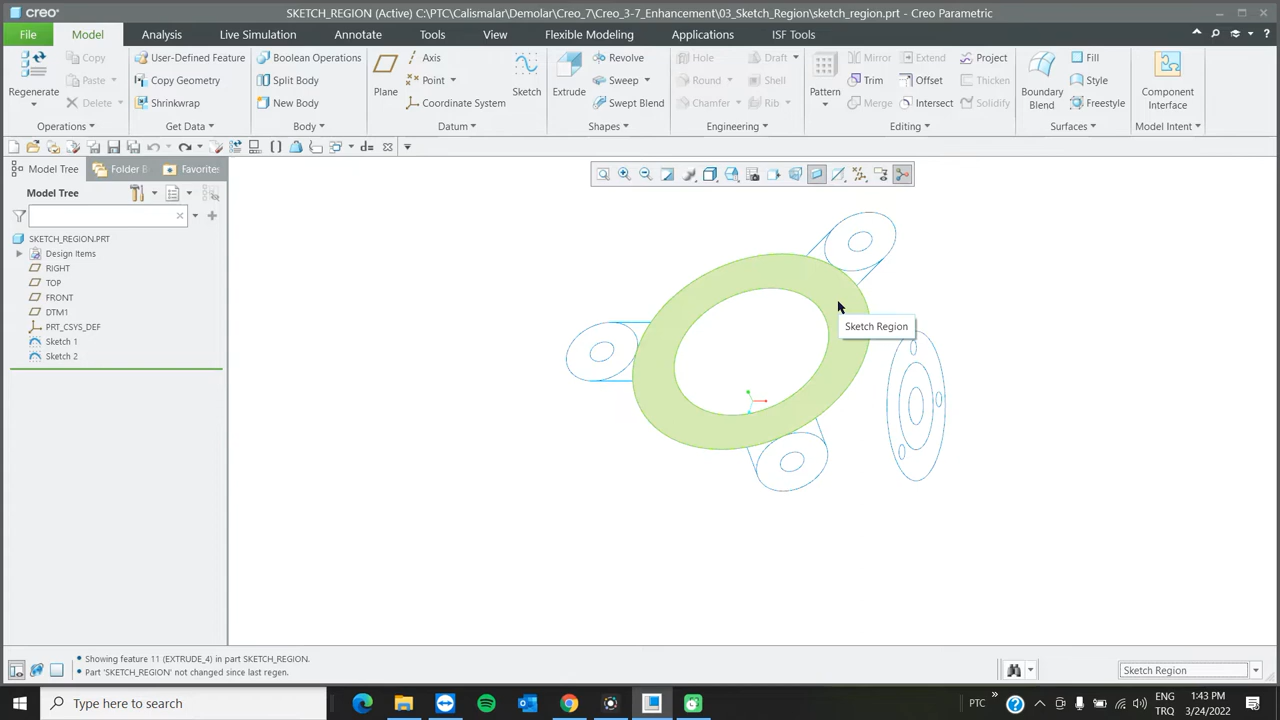 creo SKETCH_REGION (Active) C:\PTC\Calismalar\Demolar\Creo_7\Creo_3-7_Enhancement\03_Sketch_Region\sketch_region.prt - Creo Parametric
File Model Analysis Live Simulation Annotate Tools View Flexible Modeling Applications ISF Tools
Copy User-Defined Feature Boolean Operations Axis Revolve Hole Draft Mirror Extend Project Fill
Regenerate Paste Copy Geometry Split Body Plane Point Sketch Extrude Sweep Round Shell Pattern Trim Offset Thicken Boundary Blend Style Component Interface
Delete Shrinkwrap New Body Coordinate System Swept Blend Chamfer Rib Merge Intersect Solidify Freestyle
Operations Get Data Body Datum Shapes Engineering Editing Surfaces Model Intent
Model Tree Folder B Favorites
Model Tree
SKETCH_REGION.PRT
Design Items
RIGHT
TOP
FRONT
DTM1
PRT_CSYS_DEF
Sketch 1
Sketch 2
Sketch Region
Showing feature 11 (EXTRUDE_4) in part SKETCH_REGION.
Part 'SKETCH_REGION' not changed since last regen.
Sketch Region
Type here to search
PTC
ENG
TRQ
1:43 PM
3/24/2022